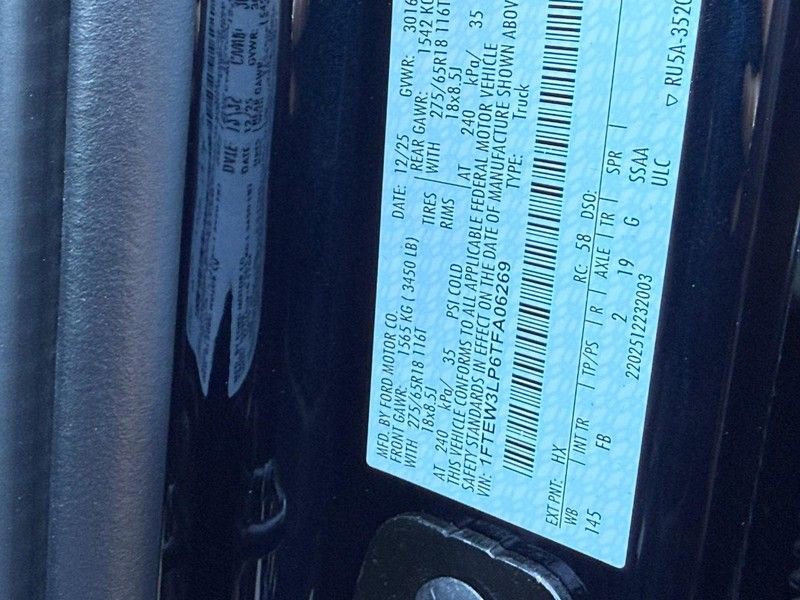 MFD. BY FORD MOTOR CO.
DATE: 12/25 GVWR: 3016
FRONT GAWR: 1565 KG ( 3450 LB) REAR GAWR: 1542 KG
WITH 275/65R18 116T TIRES WITH 275/65R18 116T
18x8.5J RIMS 18x8.5J
AT 240 kPa/ 35 PSI COLD AT 240 kPa/ 35
THIS VEHICLE CONFORMS TO ALL APPLICABLE FEDERAL MOTOR VEHICLE
SAFETY STANDARDS IN EFFECT ON THE DATE OF MANUFACTURE SHOWN ABOV
VIN: 1FTEW3LP6TFA06269 TYPE: Truck
EXT PNT: HX RC: 58 DSO:
WB | INT TR | TP/PS | R | AXLE | TR | SPR |
145 FB 2 19 G SSAA
2202512232003 ULC
▽ RU5A-3520